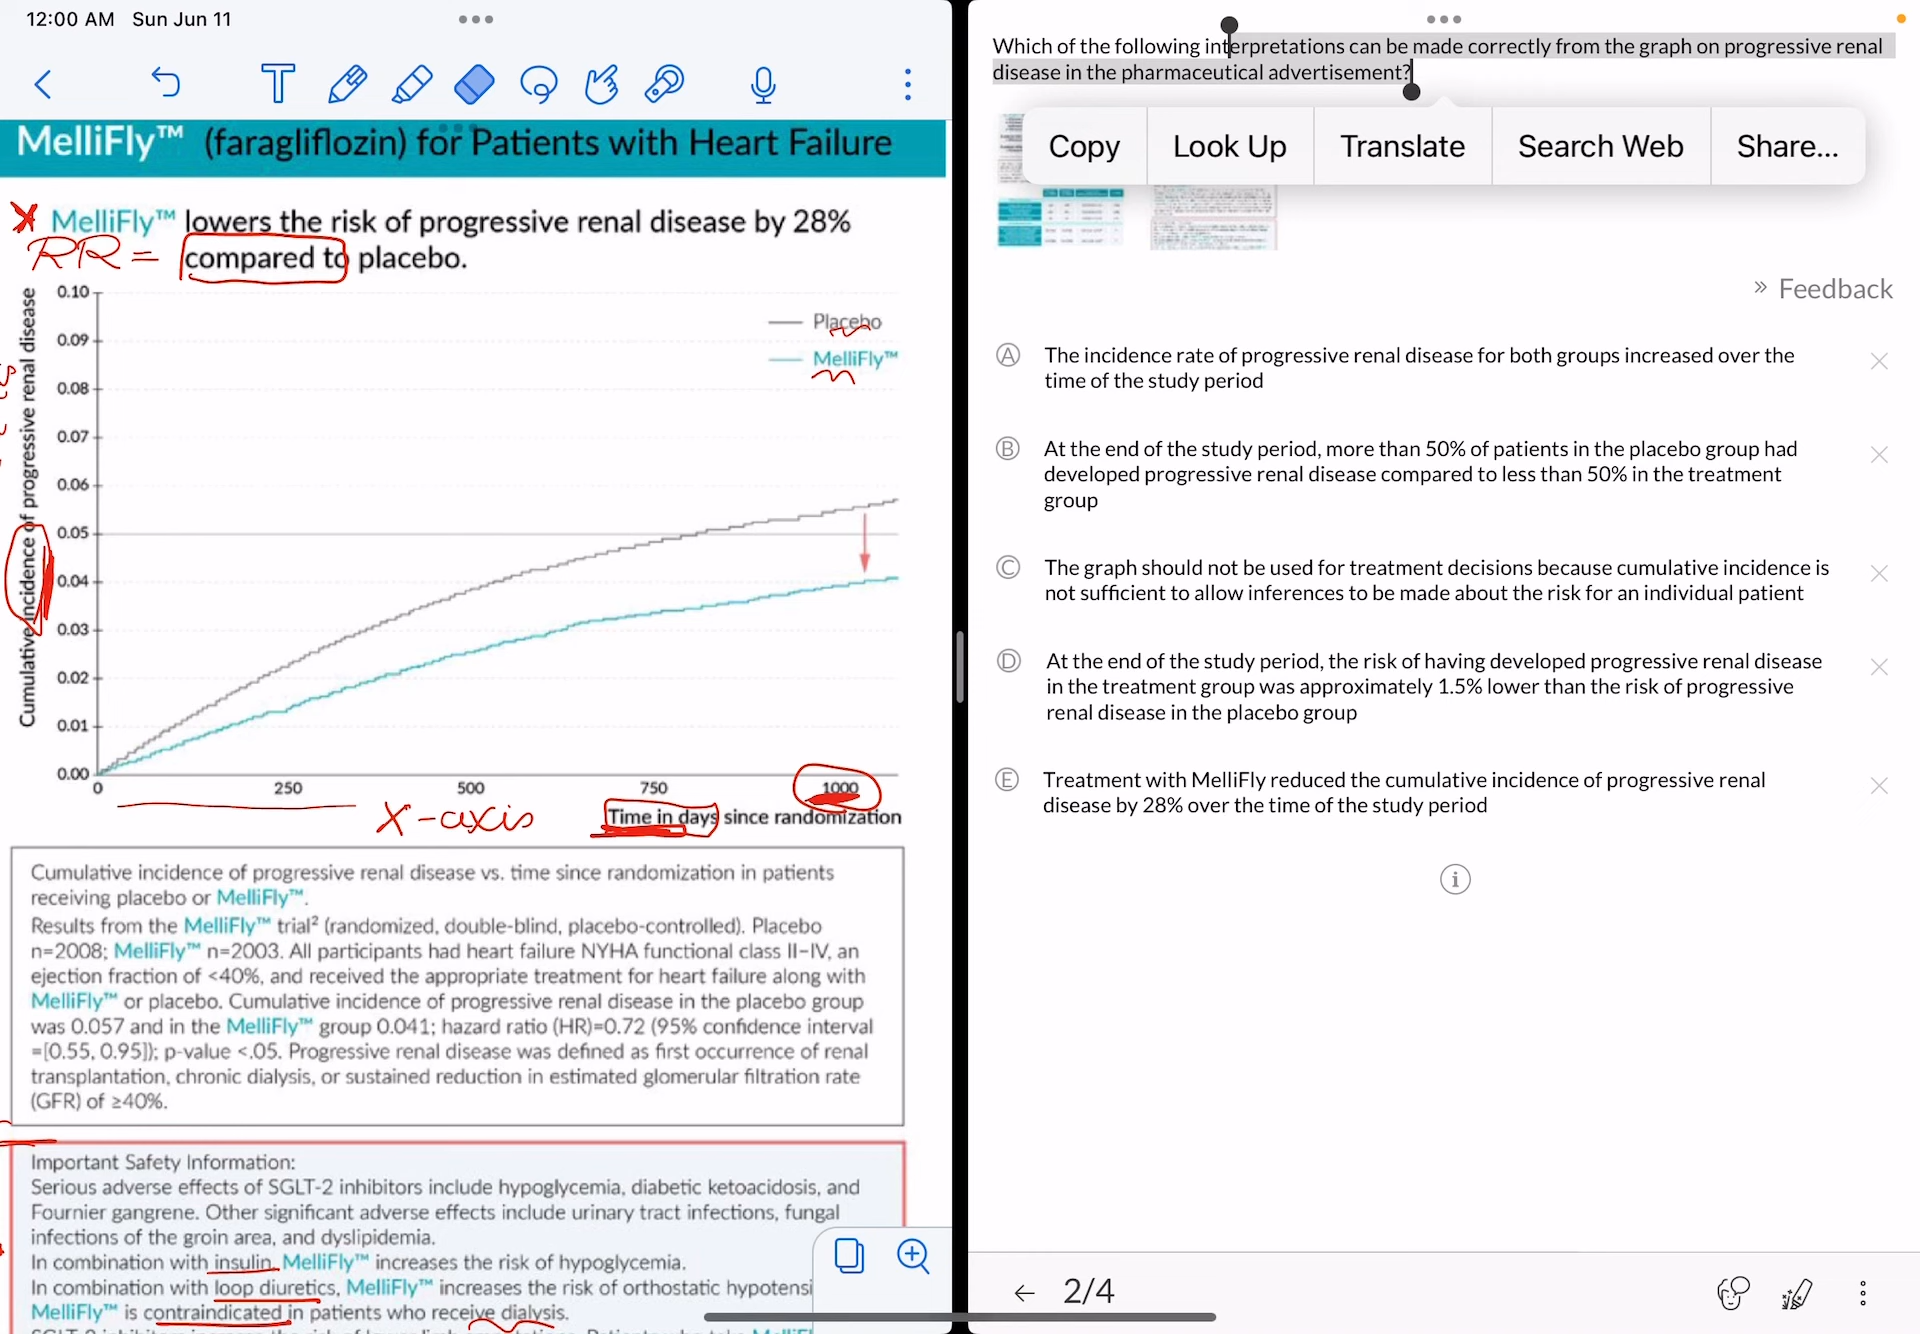 12:00 AM Sun Jun 11
MelliFly™ (faragliflozin) for Patients with Heart Failure
MelliFly™ lowers the risk of progressive renal disease by 28%
RR = compared to placebo.
Cumulative incidence of progressive renal disease
0.10
0.09
0.08
0.07
0.06
0.05
0.04
0.03
0.02
0.01
0.00
Placebo
MelliFly™
0 250 500 750 1000
X-axis
Time in days since randomization
Cumulative incidence of progressive renal disease vs. time since randomization in patients
receiving placebo or MelliFly™.
Results from the MelliFly™ trial² (randomized, double-blind, placebo-controlled). Placebo
n=2008; MelliFly™ n=2003. All participants had heart failure NYHA functional class II–IV, an
ejection fraction of <40%, and received the appropriate treatment for heart failure along with
MelliFly™ or placebo. Cumulative incidence of progressive renal disease in the placebo group
was 0.057 and in the MelliFly™ group 0.041; hazard ratio (HR)=0.72 (95% confidence interval
=[0.55, 0.95]); p-value <.05. Progressive renal disease was defined as first occurrence of renal
transplantation, chronic dialysis, or sustained reduction in estimated glomerular filtration rate
(GFR) of ≥40%.
Important Safety Information:
Serious adverse effects of SGLT-2 inhibitors include hypoglycemia, diabetic ketoacidosis, and
Fournier gangrene. Other significant adverse effects include urinary tract infections, fungal
infections of the groin area, and dyslipidemia.
In combination with insulin, MelliFly™ increases the risk of hypoglycemia.
In combination with loop diuretics, MelliFly™ increases the risk of orthostatic hypotensi
MelliFly™ is contraindicated in patients who receive dialysis.
Which of the following interpretations can be made correctly from the graph on progressive renal
disease in the pharmaceutical advertisement?
Copy Look Up Translate Search Web Share...
» Feedback
A The incidence rate of progressive renal disease for both groups increased over the
time of the study period
B At the end of the study period, more than 50% of patients in the placebo group had
developed progressive renal disease compared to less than 50% in the treatment
group
C The graph should not be used for treatment decisions because cumulative incidence is
not sufficient to allow inferences to be made about the risk for an individual patient
D At the end of the study period, the risk of having developed progressive renal disease
in the treatment group was approximately 1.5% lower than the risk of progressive
renal disease in the placebo group
E Treatment with MelliFly reduced the cumulative incidence of progressive renal
disease by 28% over the time of the study period
2/4